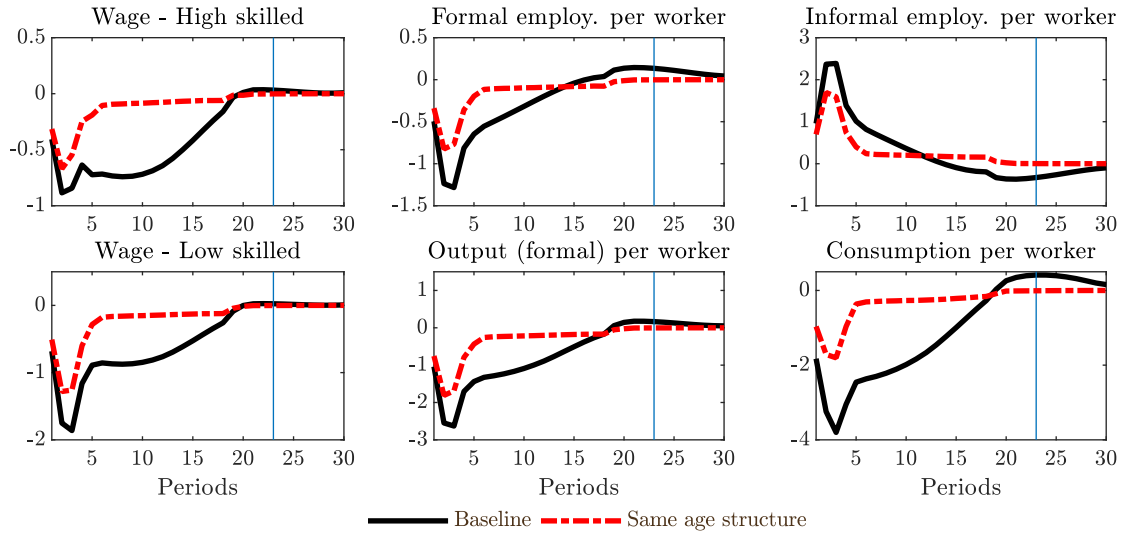 Wage - High skilled
0.5
0
-0.5
-1
5 10 15 20 25 30
Formal employ. per worker
0.5
0
-0.5
-1
-1.5
5 10 15 20 25 30
Informal employ. per worker
3
2
1
0
-1
5 10 15 20 25 30
Wage - Low skilled
0
-1
-2
5 10 15 20 25 30
Periods
Output (formal) per worker
1
0
-1
-2
-3
5 10 15 20 25 30
Periods
Consumption per worker
0
-2
-4
5 10 15 20 25 30
Periods
Baseline
Same age structure